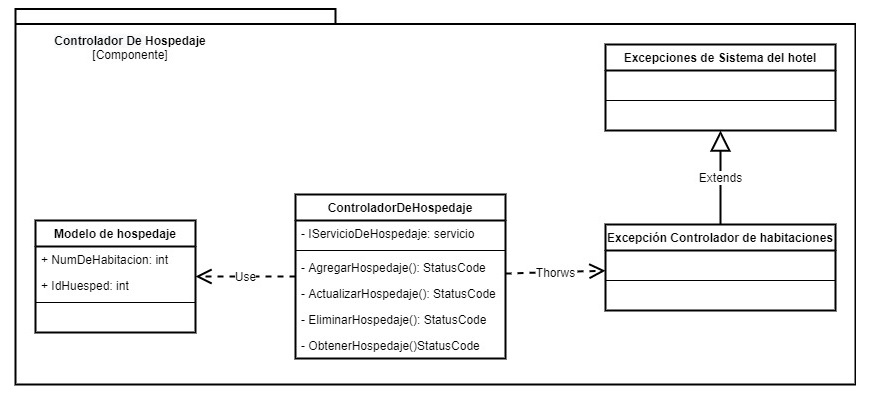 Controlador De Hospedaje
[Componente]
Excepciones de Sistema del hotel
Extends
ControladorDeHospedaje
- IServicioDeHospedaje: servicio
- AgregarHospedaje(): StatusCode
- ActualizarHospedaje(): StatusCode
- EliminarHospedaje(): StatusCode
- ObtenerHospedaje()StatusCode
Modelo de hospedaje
+ NumDeHabitacion: int
+ IdHuesped: int
Use
Thorws
Excepción Controlador de habitaciones